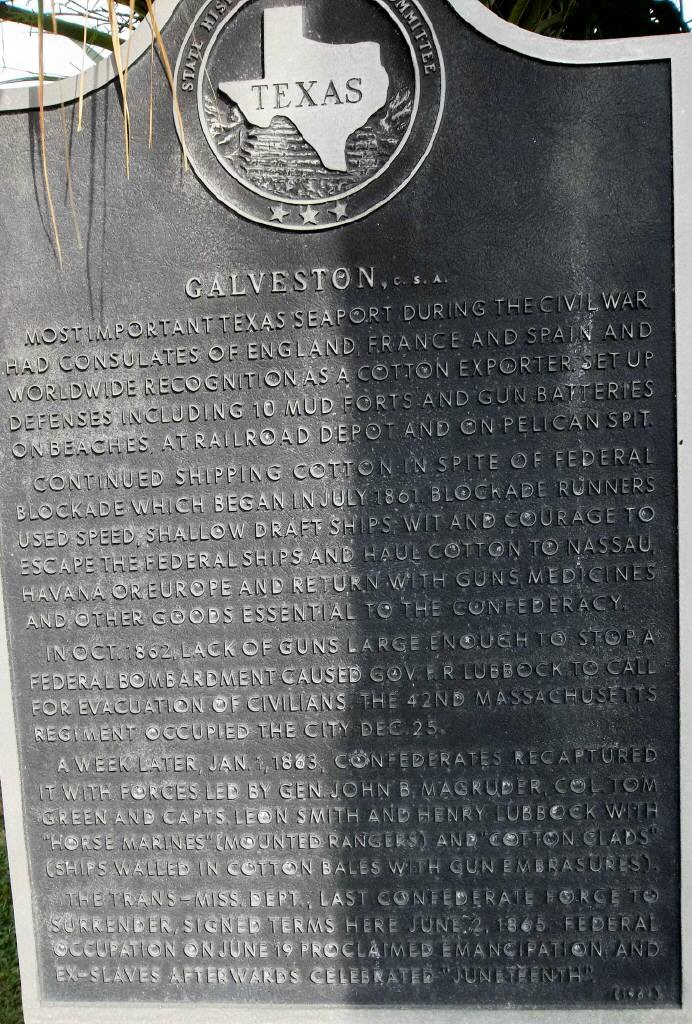 STATE HIS
MMITTEE
TEXAS
GALVESTON, C.S.A.
MOST IMPORTANT TEXAS SEAPORT DURING THE CIVIL WAR.
HAD CONSULATES OF ENGLAND, FRANCE AND SPAIN AND
WORLDWIDE RECOGNITION AS A COTTON EXPORTER. SET UP
DEFENSES INCLUDING 10 MUD FORTS AND GUN BATTERIES
ON BEACHES, AT RAILROAD DEPOT AND ON PELICAN SPIT.
CONTINUED SHIPPING COTTON IN SPITE OF FEDERAL
BLOCKADE WHICH BEGAN IN JULY 1861. BLOCKADE RUNNERS
USED SPEED, SHALLOW DRAFT SHIPS, WIT AND COURAGE TO
ESCAPE THE FEDERAL SHIPS AND HAUL COTTON TO NASSAU,
HAVANA OR EUROPE AND RETURN WITH GUNS, MEDICINES
AND OTHER GOODS ESSENTIAL TO THE CONFEDERACY.
IN OCT. 1862, LACK OF GUNS LARGE ENOUGH TO STOP A
FEDERAL BOMBARDMENT CAUSED GOV. F. R. LUBBOCK TO CALL
FOR EVACUATION OF CIVILIANS. THE 42ND MASSACHUSETTS
REGIMENT OCCUPIED THE CITY DEC. 25.
A WEEK LATER, JAN. 1, 1863, CONFEDERATES RECAPTURED
IT WITH FORCES LED BY GEN. JOHN B. MAGRUDER, COL. TOM
GREEN AND CAPTS. LEON SMITH AND HENRY LUBBOCK WITH
"HORSE MARINES" (MOUNTED RANGERS) AND "COTTON CLADS"
(SHIPS WALLED IN COTTON BALES WITH GUN EMBRASURES).
THE TRANS-MISS. DEPT., LAST CONFEDERATE FORCE TO
SURRENDER, SIGNED TERMS HERE JUNE 2, 1865. FEDERAL
OCCUPATION ON JUNE 19 PROCLAIMED EMANCIPATION, AND
EX-SLAVES AFTERWARDS CELEBRATED "JUNETEENTH".